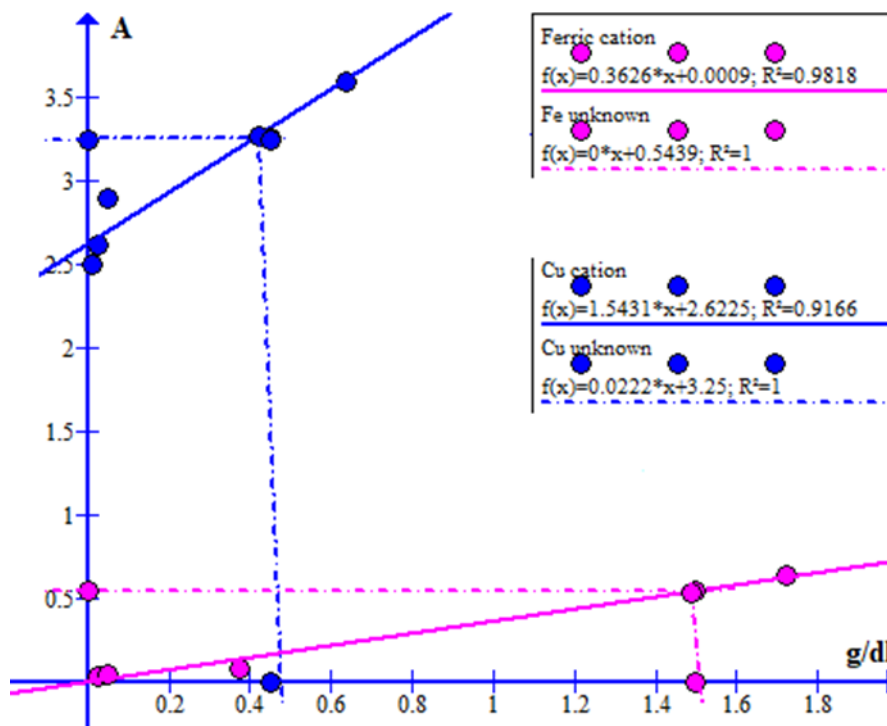 A
3.5
3
2.5
2
1.5
1
0.5
0.2 0.4 0.6 0.8 1 1.2 1.4 1.6 1.8
g/dl
Ferric cation
f(x)=0.3626*x+0.0009; R²=0.9818
Fe unknown
f(x)=0*x+0.5439; R²=1
Cu cation
f(x)=1.5431*x+2.6225; R²=0.9166
Cu unknown
f(x)=0.0222*x+3.25; R²=1